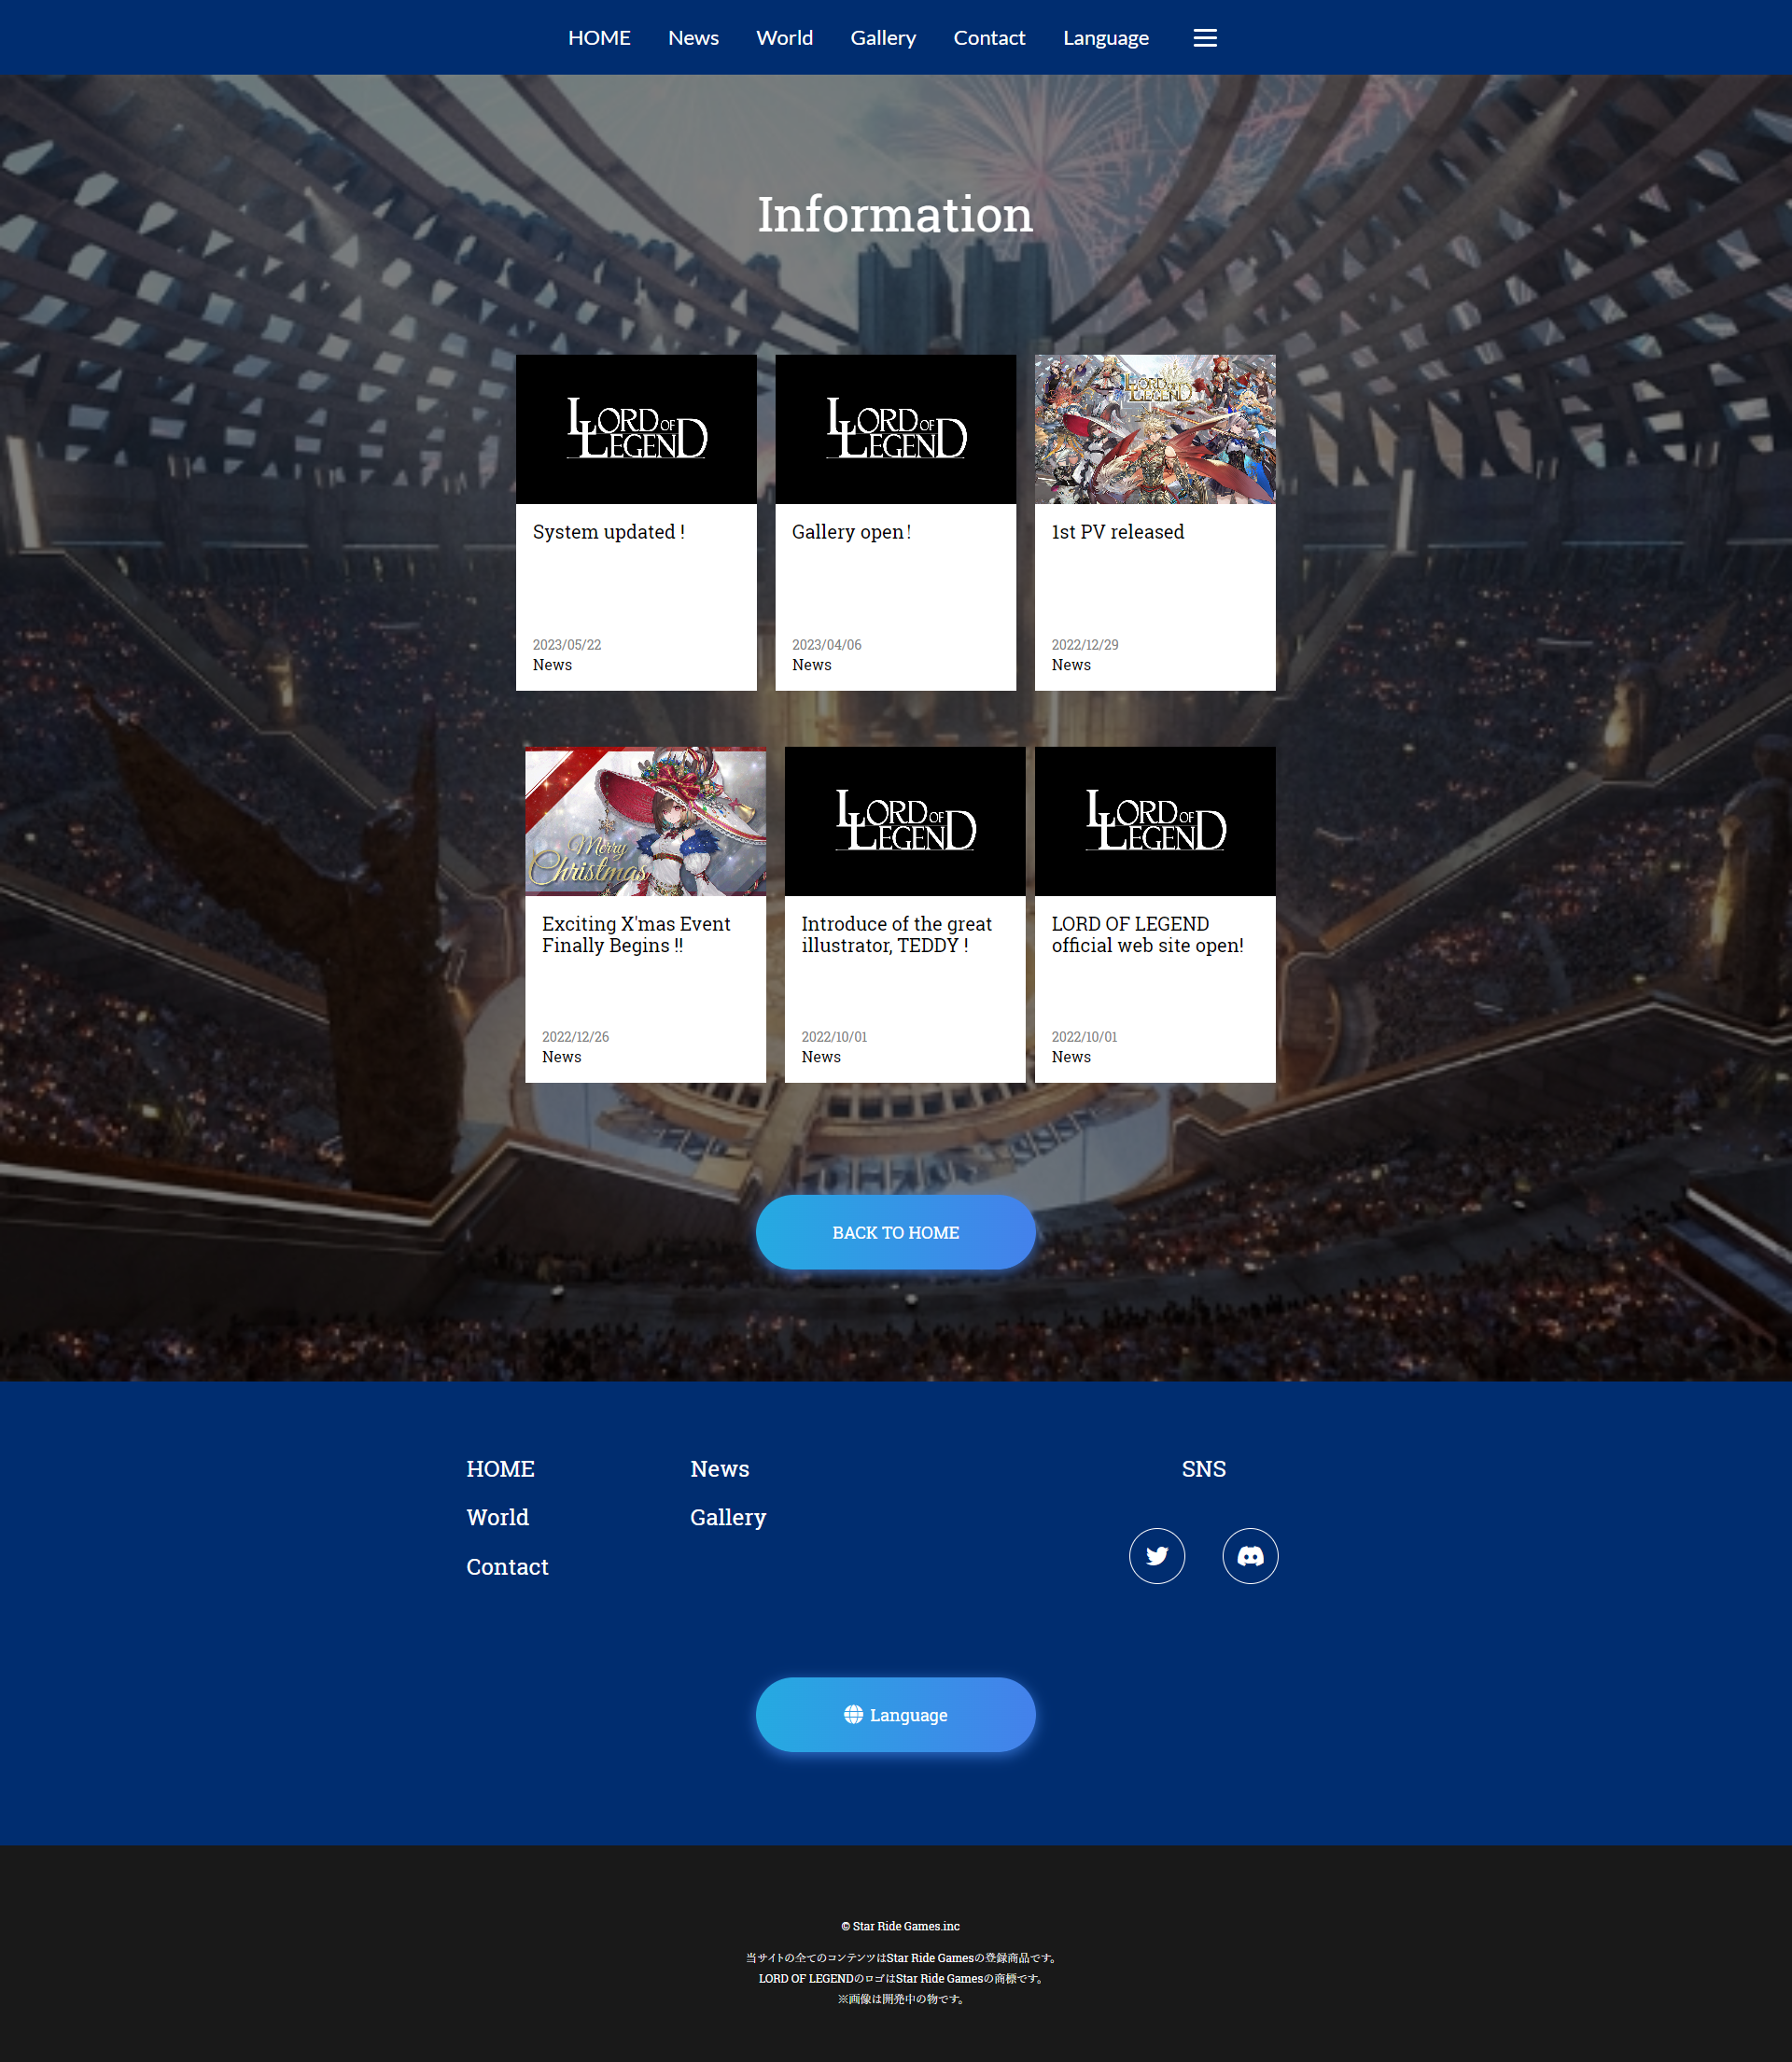 HOME News World Gallery Contact Language
Information
LORD OF
LEGEND
System updated !
2023/05/22
News
LORD OF
LEGEND
Gallery open!
2023/04/06
News
LORD OF
LEGEND
1st PV released
2022/12/29
News
Merry
Christmas
Exciting X'mas Event
Finally Begins !!
2022/12/26
News
LORD OF
LEGEND
Introduce of the great
illustrator, TEDDY !
2022/10/01
News
LORD OF
LEGEND
LORD OF LEGEND
official web site open!
2022/10/01
News
BACK TO HOME
HOME
World
Contact
News
Gallery
SNS
Language
© Star Ride Games.inc
当サイトの全てのコンテンツはStar Ride Gamesの登録商品です。
LORD OF LEGENDのロゴはStar Ride Gamesの商標です。
※画像は開発中の物です。